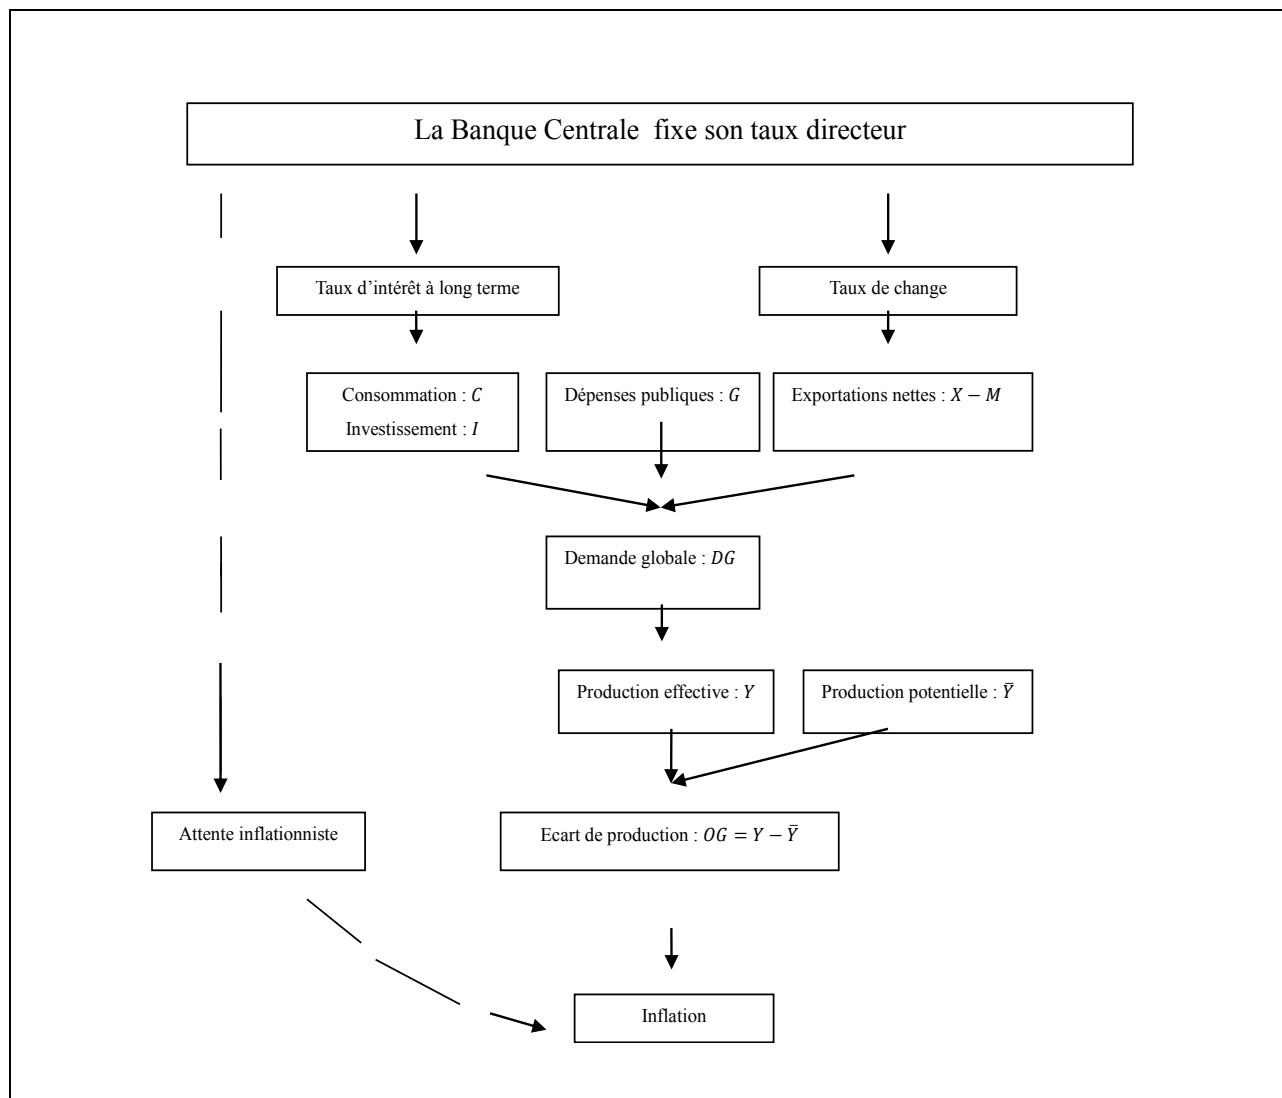 La Banque Centrale  fixe son taux directeur
Taux d’intérêt à long terme
Taux de change
Consommation : C
Investissement : I
Dépenses publiques : G
Exportations nettes : X − M
Demande globale : DG
Production effective : Y
Production potentielle : Ȳ
Attente inflationniste
Ecart de production : OG = Y − Ȳ
Inflation